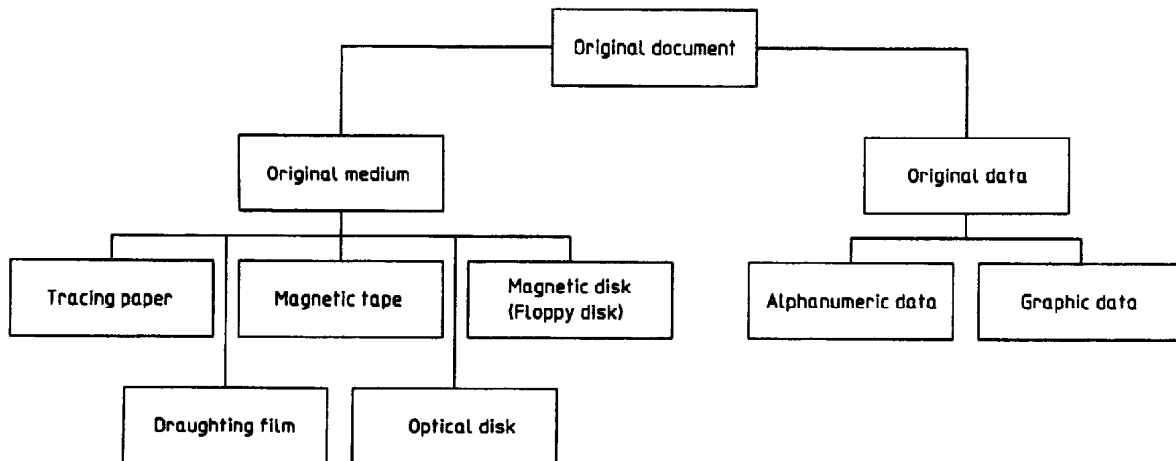 Original document
Original medium
Original data
Tracing paper
Magnetic tape
Magnetic disk
(Floppy disk)
Alphanumeric data
Graphic data
Draughting film
Optical disk